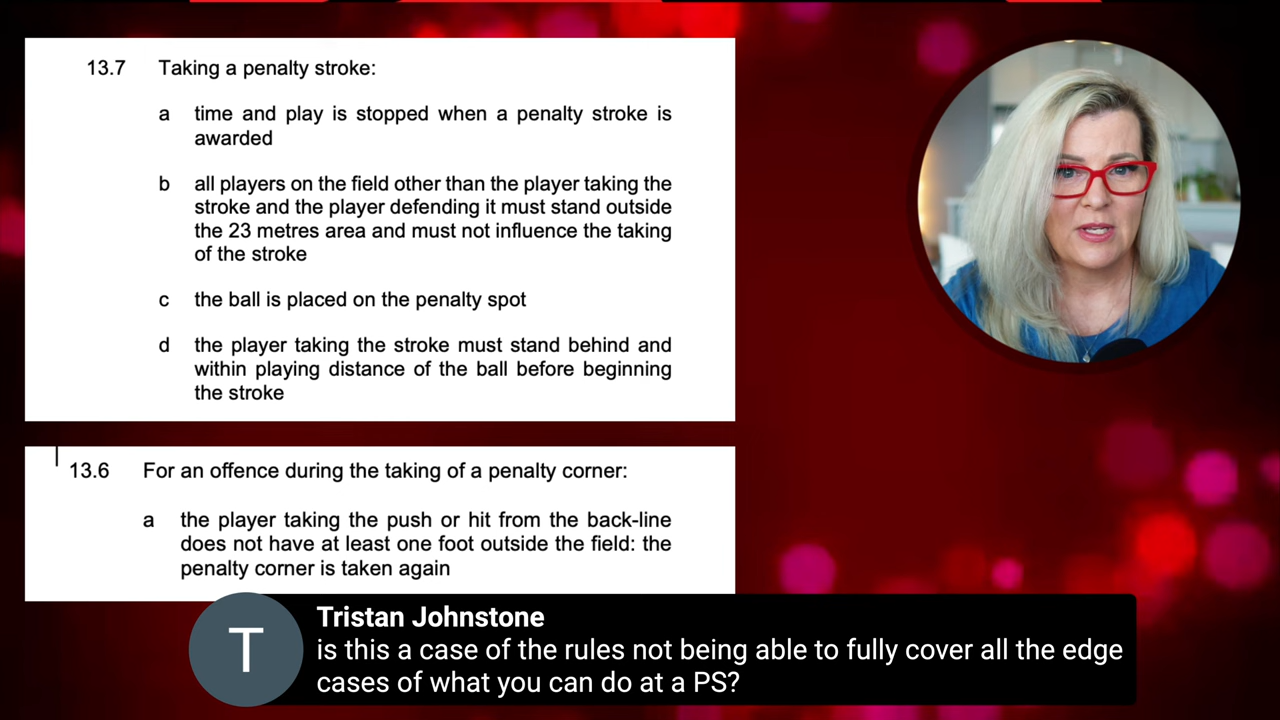 13.7 Taking a penalty stroke:
a time and play is stopped when a penalty stroke is
awarded
b all players on the field other than the player taking the
stroke and the player defending it must stand outside
the 23 metres area and must not influence the taking
of the stroke
c the ball is placed on the penalty spot
d the player taking the stroke must stand behind and
within playing distance of the ball before beginning
the stroke
13.6 For an offence during the taking of a penalty corner:
a the player taking the push or hit from the back-line
does not have at least one foot outside the field: the
penalty corner is taken again
T
Tristan Johnstone
is this a case of the rules not being able to fully cover all the edge
cases of what you can do at a PS?